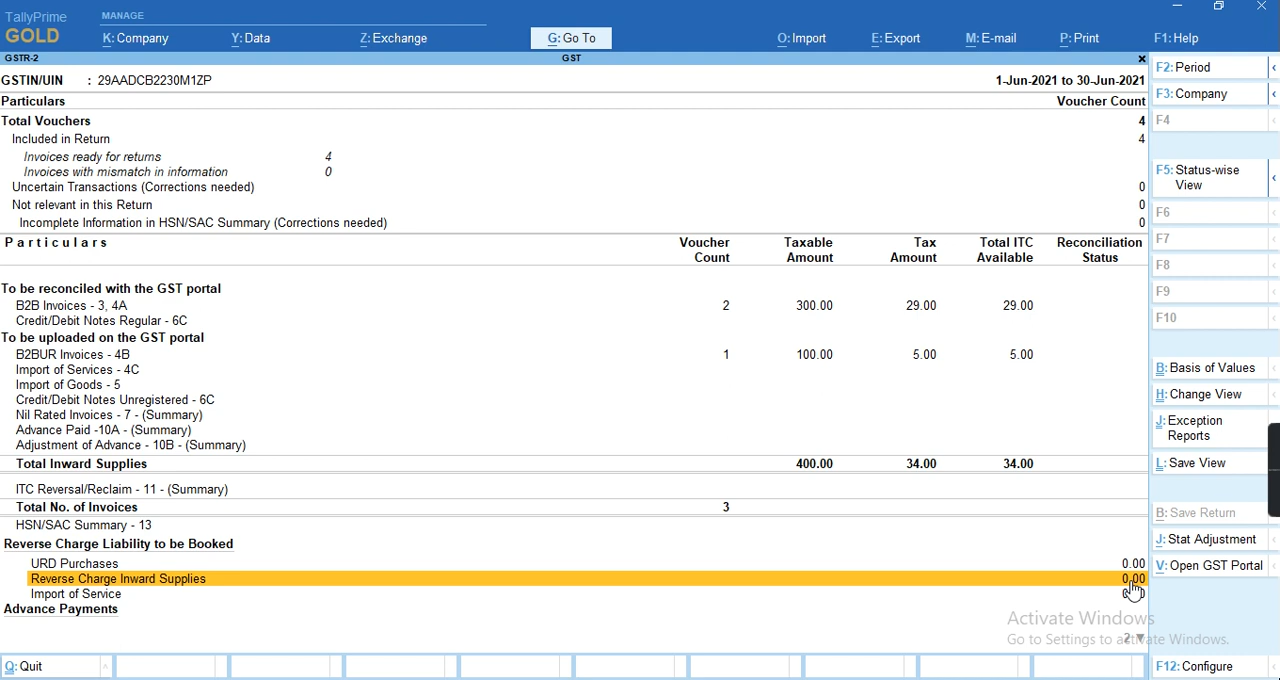 TallyPrime
GOLD
MANAGE
K: Company
Y: Data
Z: Exchange
G: Go To
O: Import
E: Export
M: E-mail
P: Print
F1: Help
GSTR-2
GST
GSTIN/UIN : 29AADCB2230M1ZP
1-Jun-2021 to 30-Jun-2021
Particulars Voucher Count
Total Vouchers 4
Included in Return 4
Invoices ready for returns 4
Invoices with mismatch in information 0
Uncertain Transactions (Corrections needed) 0
Not relevant in this Return 0
Incomplete Information in HSN/SAC Summary (Corrections needed) 0
Particulars Voucher Taxable Tax Total ITC Reconciliation
Count Amount Amount Available Status
To be reconciled with the GST portal
B2B Invoices - 3, 4A 2 300.00 29.00 29.00
Credit/Debit Notes Regular - 6C
To be uploaded on the GST portal
B2BUR Invoices - 4B 1 100.00 5.00 5.00
Import of Services - 4C
Import of Goods - 5
Credit/Debit Notes Unregistered - 6C
Nil Rated Invoices - 7 - (Summary)
Advance Paid -10A - (Summary)
Adjustment of Advance - 10B - (Summary)
Total Inward Supplies 400.00 34.00 34.00
ITC Reversal/Reclaim - 11 - (Summary)
Total No. of Invoices 3
HSN/SAC Summary - 13
Reverse Charge Liability to be Booked
URD Purchases 0.00
Reverse Charge Inward Supplies 0.00
Import of Service
Advance Payments
2
Activate Windows
Go to Settings to activate Windows.
F2: Period
F3: Company
F4
F5: Status-wise
View
F6
F7
F8
F9
F10
B: Basis of Values
H: Change View
J: Exception
Reports
L: Save View
B: Save Return
J: Stat Adjustment
V: Open GST Portal
F12: Configure
Q: Quit